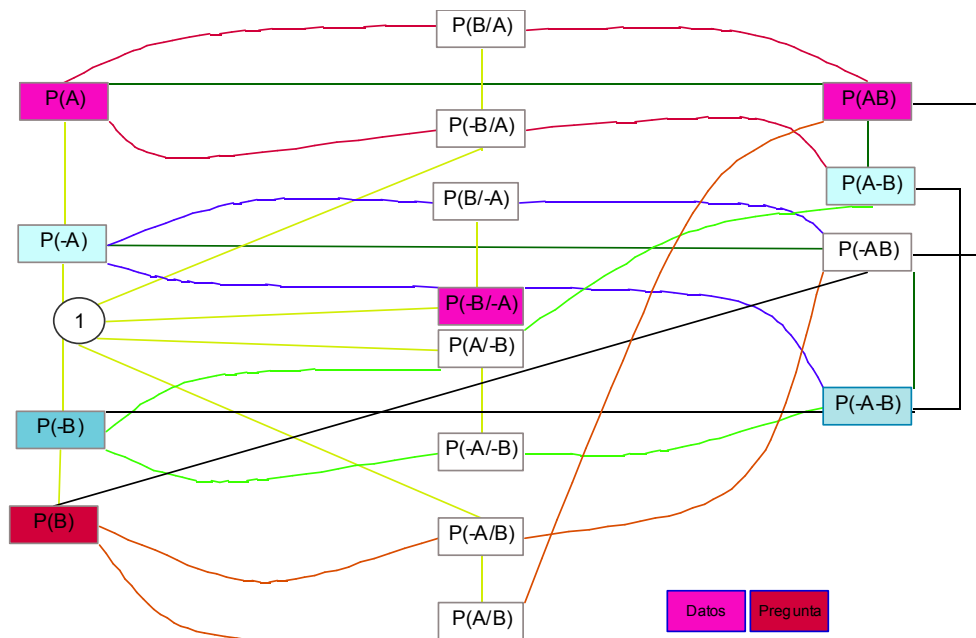 P(B/A)
P(A)
P(AB)
P(-B/A)
P(A-B)
P(B/-A)
P(-A)
P(-AB)
P(-B/-A)
1
P(A/-B)
P(-B)
P(-A-B)
P(-A/-B)
P(B)
P(-A/B)
P(A/B)
Datos
Pregunta